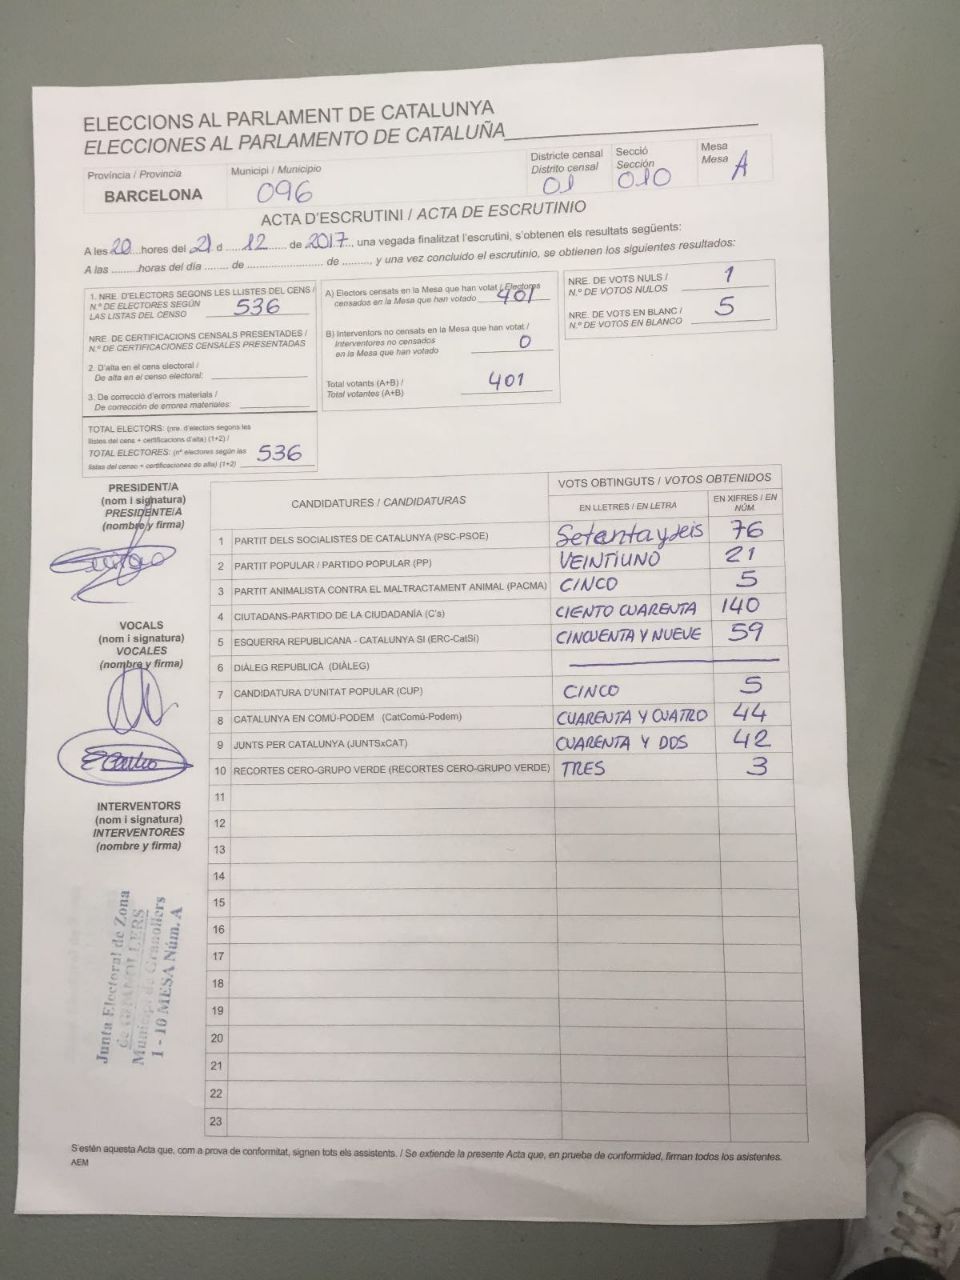 ELECCIONS AL PARLAMENT DE CATALUNYA
ELECCIONES AL PARLAMENTO DE CATALUÑA
Província / Provincia
BARCELONA
Municipi / Municipio
096
Districte censal
Distrito censal
01
Secció
Sección
010
Mesa
Mesa
A
ACTA D'ESCRUTINI / ACTA DE ESCRUTINIO
A les 20 hores del 21 d 12 de 2017, una vegada finalitzat l'escrutini, s'obtenen els resultats següents:
A las ......... horas del día ....... de ...................... de ........., y una vez concluido el escrutinio, se obtienen los siguientes resultados:
1. NRE. D'ELECTORS SEGONS LES LLISTES DEL CENS /
N.º DE ELECTORES SEGÚN
LAS LISTAS DEL CENSO 536
NRE. DE CERTIFICACIONS CENSALS PRESENTADES /
N.º DE CERTIFICACIONES CENSALES PRESENTADAS
2. D'alta en el cens electoral /
De alta en el censo electoral:
3. De correcció d'errors materials /
De corrección de errores materiales:
TOTAL ELECTORS: (nre. d'electors segons les
llistes del cens + certificacions d'alta) (1+2) /
TOTAL ELECTORES: (nº electores según las
listas del censo + certificaciones de alta) (1+2) 536
A) Electors censats en la Mesa que han votat / Electores
censados en la Mesa que han votado 401
B) Interventors no censats en la Mesa que han votat /
Interventores no censados
en la Mesa que han votado 0
Total votants (A+B) /
Total votantes (A+B) 401
NRE. DE VOTS NULS /
N.º DE VOTOS NULOS 1
NRE. DE VOTS EN BLANC /
N.º DE VOTOS EN BLANCO 5
PRESIDENT/A
(nom i signatura)
PRESIDENTE/A
(nombre y firma)
VOCALS
(nom i signatura)
VOCALES
(nombre y firma)
INTERVENTORS
(nom i signatura)
INTERVENTORES
(nombre y firma)
Junta Electoral de Zona
de GRANOLLERS
Municipi de Granollers
1 - 10 MESA Núm. A
CANDIDATURES / CANDIDATURAS
VOTS OBTINGUTS / VOTOS OBTENIDOS
EN LLETRES / EN LETRA
EN XIFRES / EN NÚM.
1 PARTIT DELS SOCIALISTES DE CATALUNYA (PSC-PSOE) Setenta y seis 76
2 PARTIT POPULAR / PARTIDO POPULAR (PP) VEINTIUNO 21
3 PARTIT ANIMALISTA CONTRA EL MALTRACTAMENT ANIMAL (PACMA) CINCO 5
4 CIUTADANS-PARTIDO DE LA CIUDADANÍA (C's) CIENTO CUARENTA 140
5 ESQUERRA REPUBLICANA - CATALUNYA SI (ERC-CatSí) CINCUENTA Y NUEVE 59
6 DIÀLEG REPUBLICÀ (DIÀLEG)
7 CANDIDATURA D'UNITAT POPULAR (CUP) CINCO 5
8 CATALUNYA EN COMÚ-PODEM (CatComú-Podem) CUARENTA Y CUATRO 44
9 JUNTS PER CATALUNYA (JUNTSxCAT) CUARENTA Y DOS 42
10 RECORTES CERO-GRUPO VERDE (RECORTES CERO-GRUPO VERDE) TRES 3
11
12
13
14
15
16
17
18
19
20
21
22
23
S'estén aquesta Acta que, com a prova de conformitat, signen tots els assistents. / Se extiende la presente Acta que, en prueba de conformidad, firman todos los asistentes.
AEM